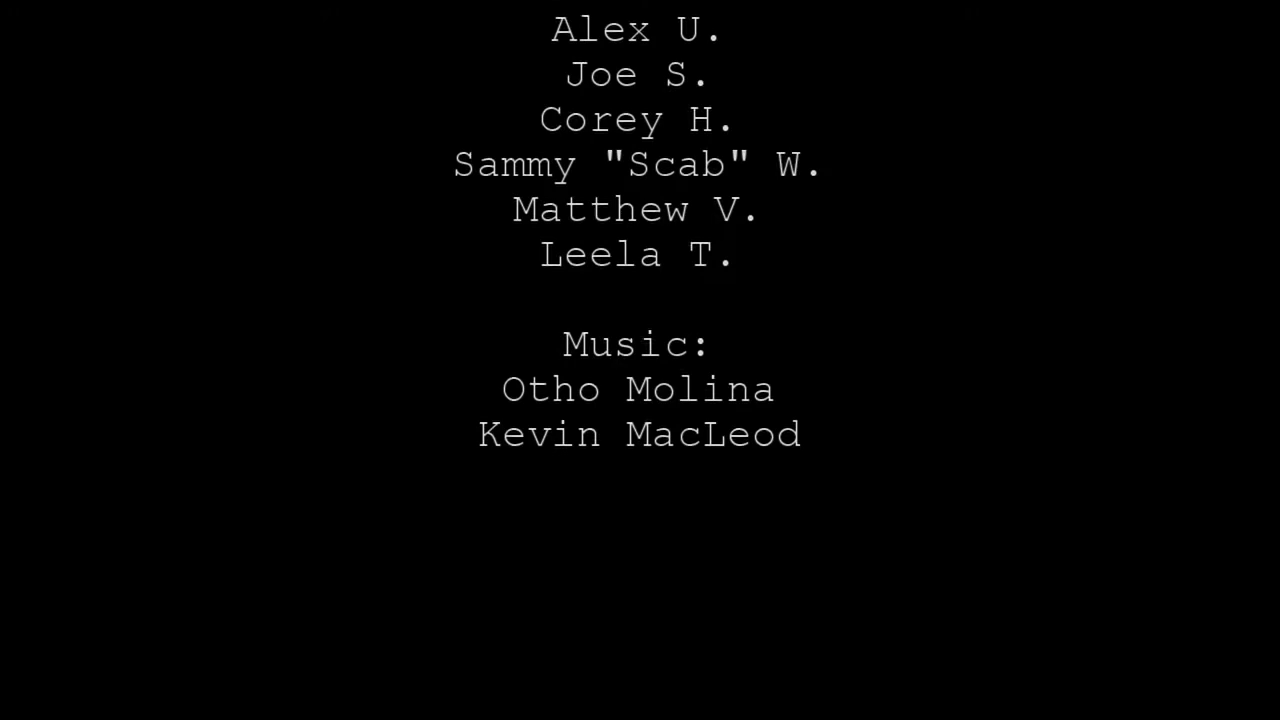 Alex U.
Joe S.
Corey H.
Sammy "Scab" W.
Matthew V.
Leela T.
Music:
Otho Molina
Kevin MacLeod